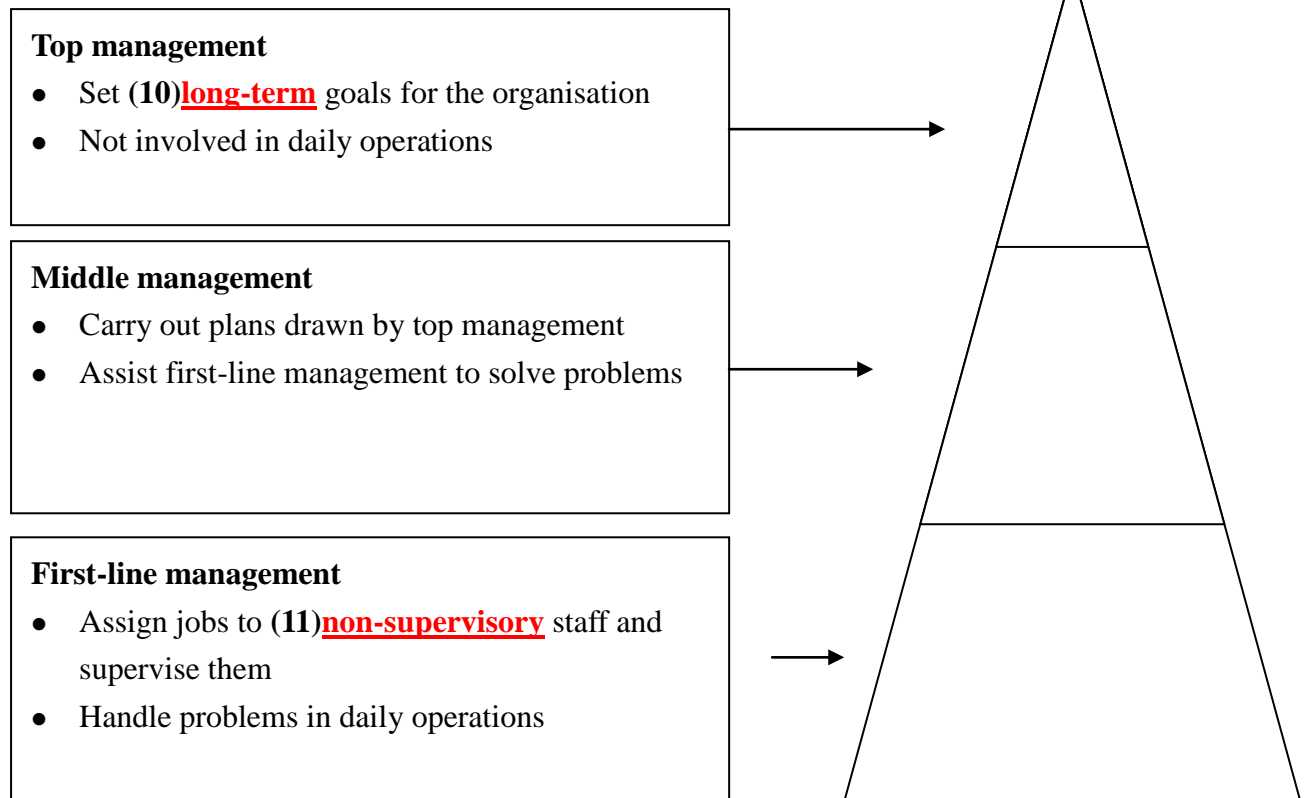 Top management
● Set (10)long-term goals for the organisation
● Not involved in daily operations
Middle management
● Carry out plans drawn by top management
● Assist first-line management to solve problems
First-line management
● Assign jobs to (11)non-supervisory staff and
supervise them
● Handle problems in daily operations